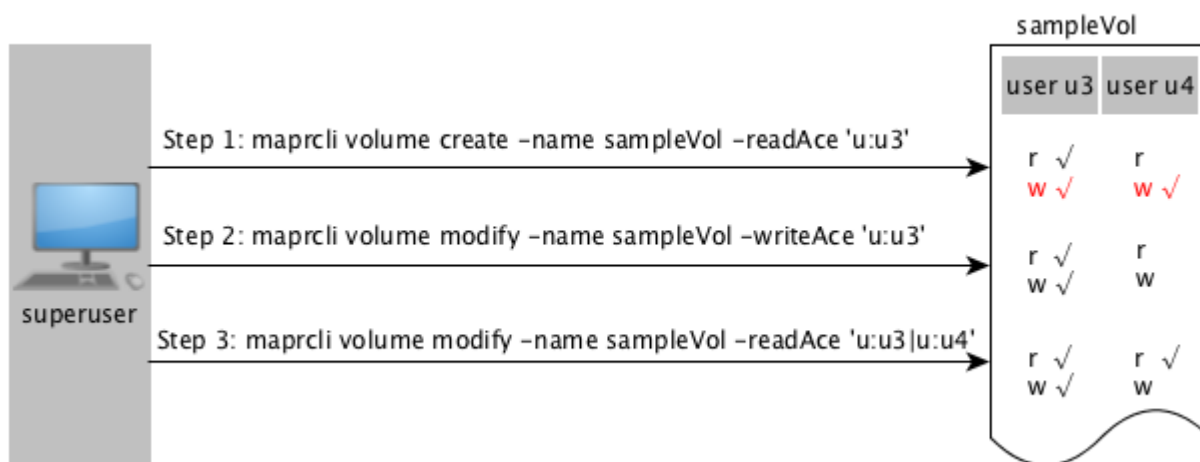 sampleVol
user u3 user u4
Step 1: maprcli volume create -name sampleVol -readAce 'u:u3'
r √ r
w √ w √
Step 2: maprcli volume modify -name sampleVol -writeAce 'u:u3'
r √ r
w √ w
superuser
Step 3: maprcli volume modify -name sampleVol -readAce 'u:u3|u:u4'
r √ r √
w √ w